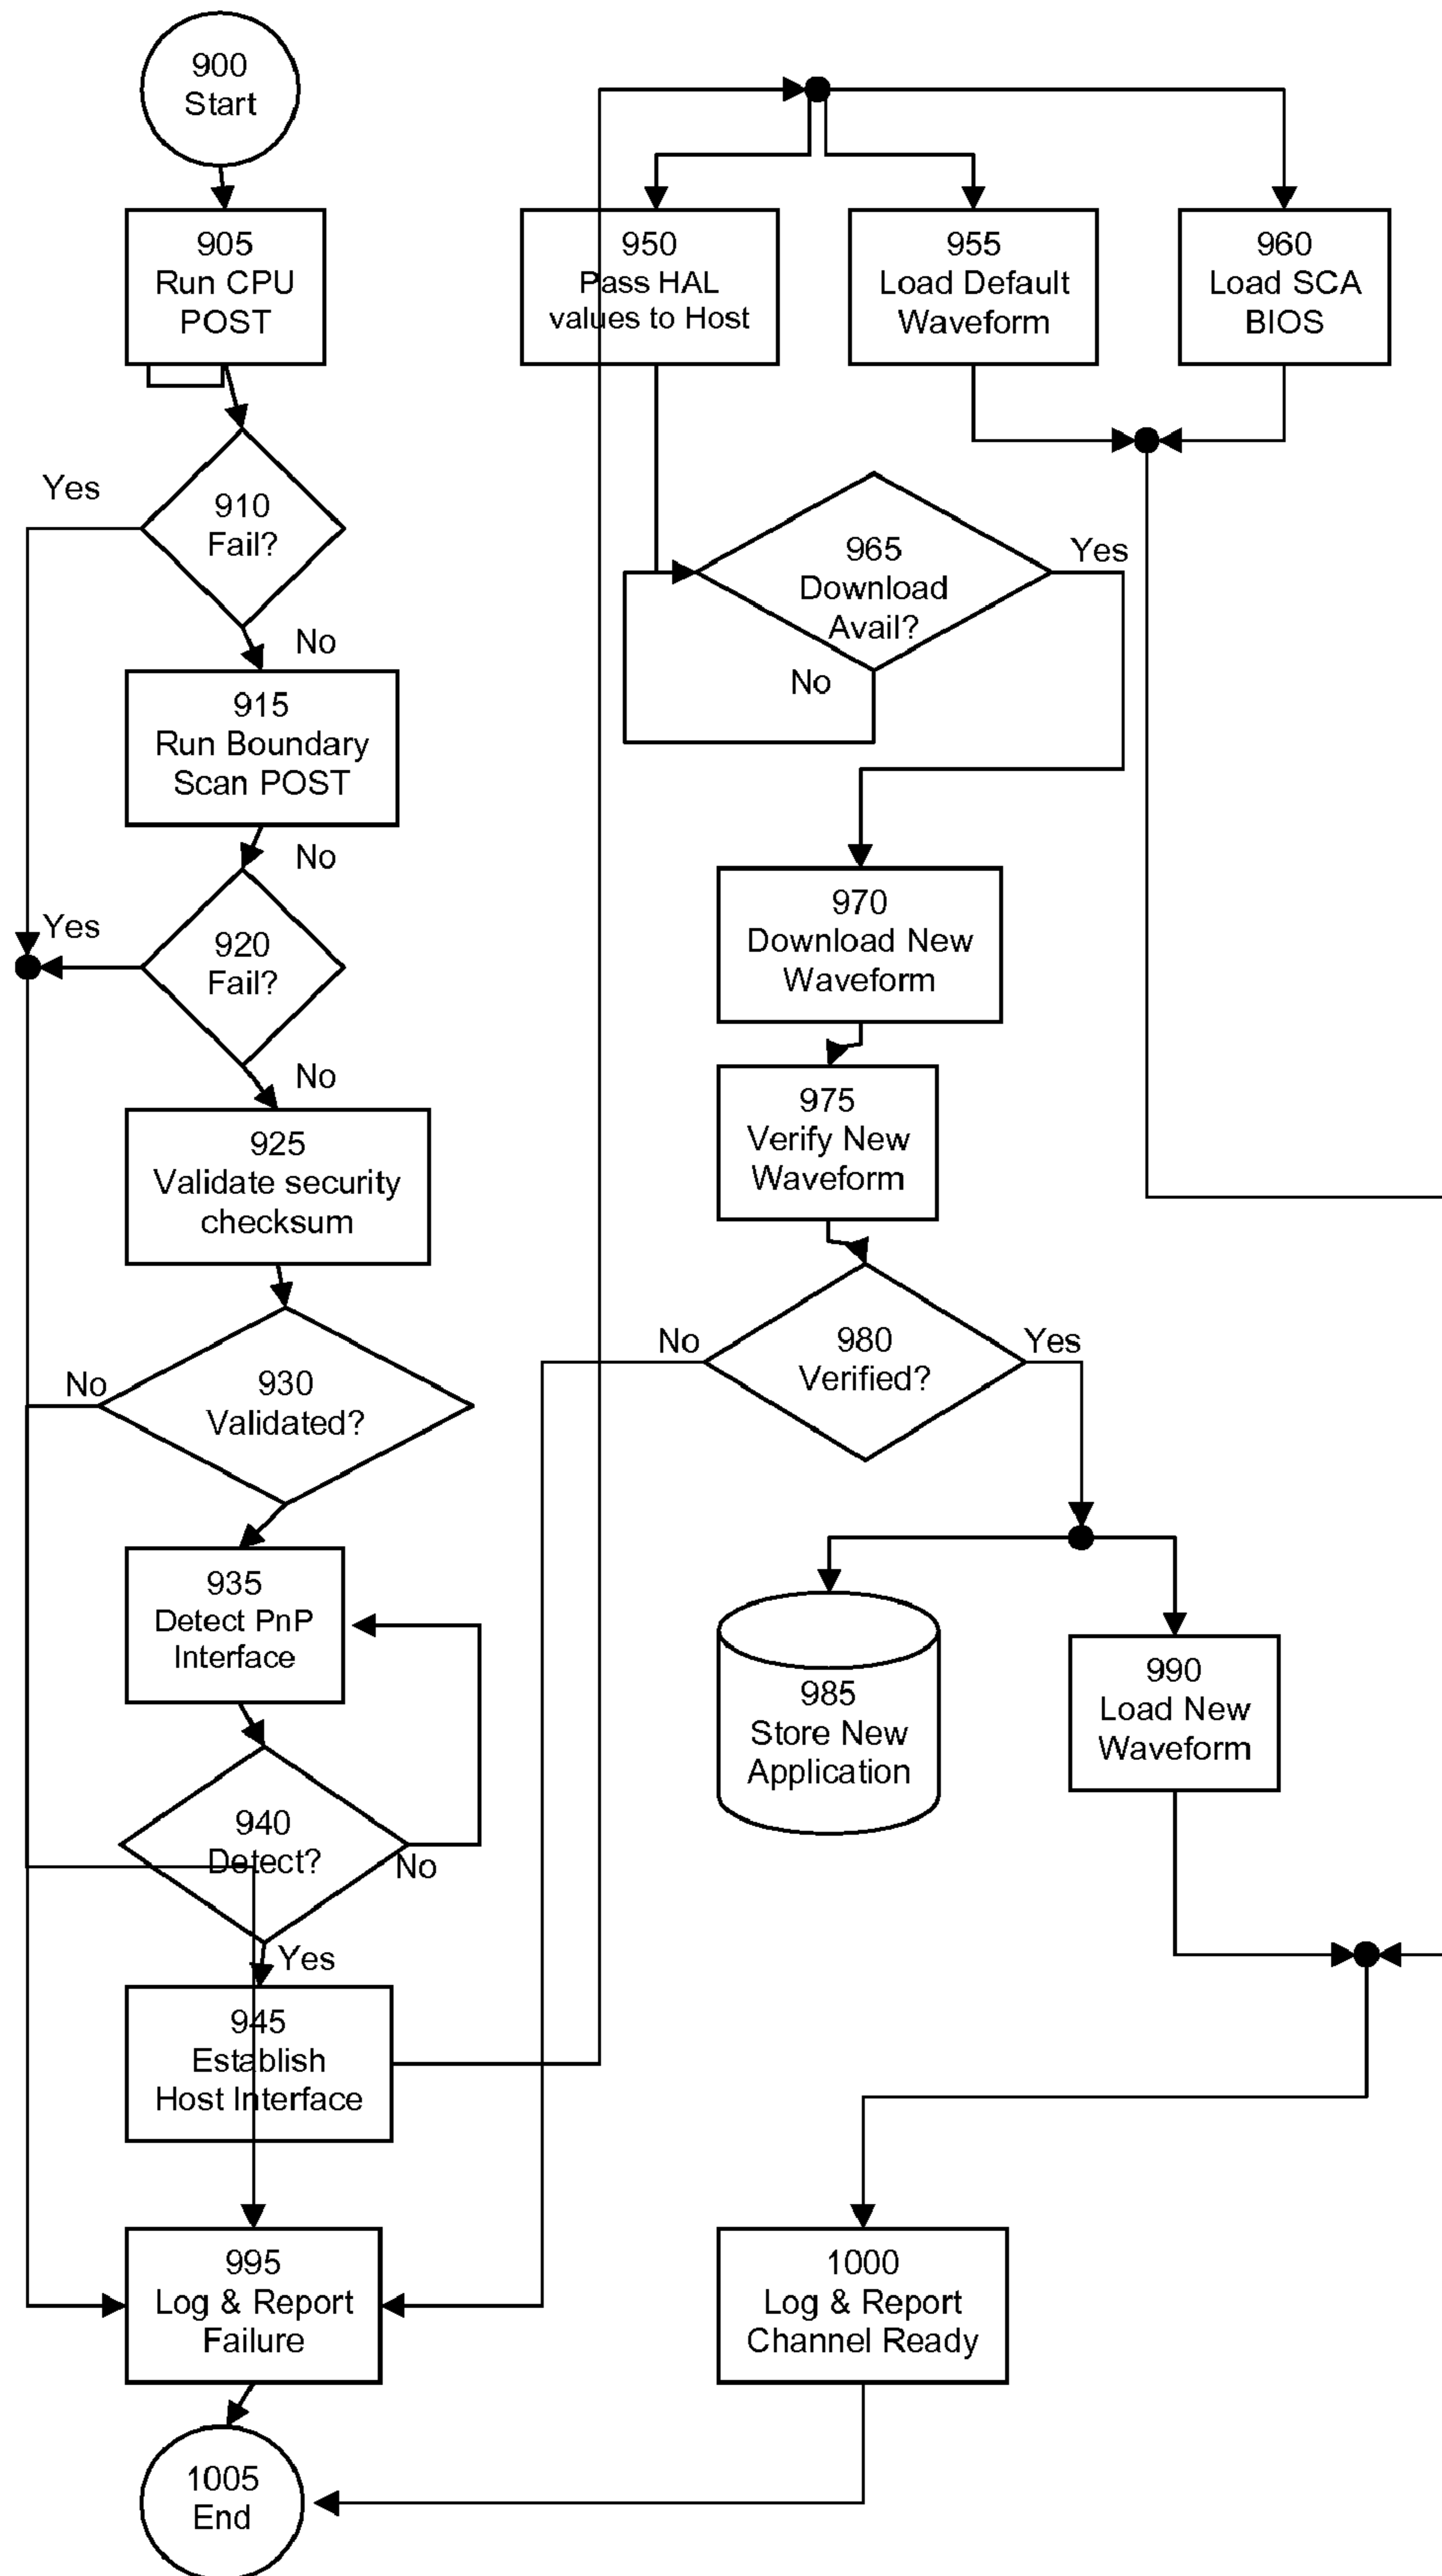 900
Start
905
Run CPU
POST
Yes
910
Fail?
No
915
Run Boundary
Scan POST
No
Yes
920
Fail?
No
925
Validate security
checksum
No
930
Validated?
935
Detect PnP
Interface
940
Detect?
No
Yes
945
Establish
Host Interface
995
Log & Report
Failure
1005
End
950
Pass HAL
values to Host
955
Load Default
Waveform
960
Load SCA
BIOS
965
Download
Avail?
Yes
No
970
Download New
Waveform
975
Verify New
Waveform
No
980
Verified?
Yes
985
Store New
Application
990
Load New
Waveform
1000
Log & Report
Channel Ready